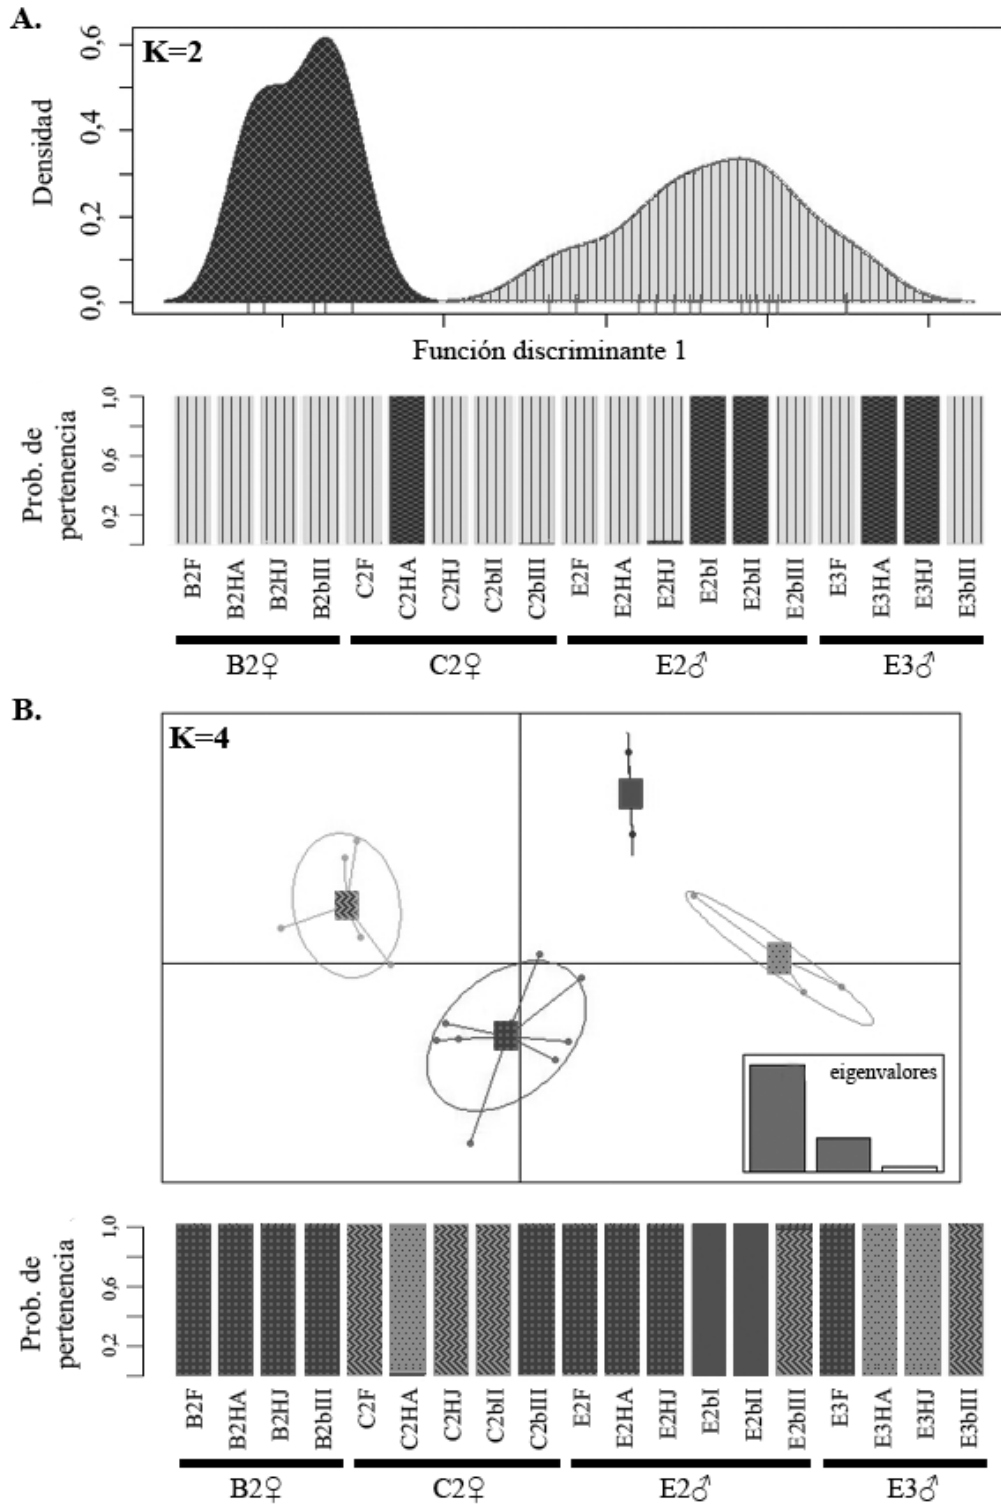 A.
K=2
Densidad
0,6
0,4
0,2
0,0
Función discriminante 1
Prob. de
pertenencia
1,0
0,6
0,2
B2F B2HA B2HJ B2bIII C2F C2HA C2HJ C2bII C2bIII E2F E2HA E2HJ E2bI E2bII E2bIII E3F E3HA E3HJ E3bIII
B2♀ C2♀ E2♂ E3♂
B.
K=4
eigenvalores
Prob. de
pertenencia
1,0
0,6
0,2
B2F B2HA B2HJ B2bIII C2F C2HA C2HJ C2bII C2bIII E2F E2HA E2HJ E2bI E2bII E2bIII E3F E3HA E3HJ E3bIII
B2♀ C2♀ E2♂ E3♂